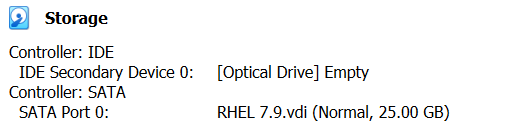 Storage
Controller: IDE
IDE Secondary Device 0: [Optical Drive] Empty
Controller: SATA
SATA Port 0: RHEL 7.9.vdi (Normal, 25.00 GB)